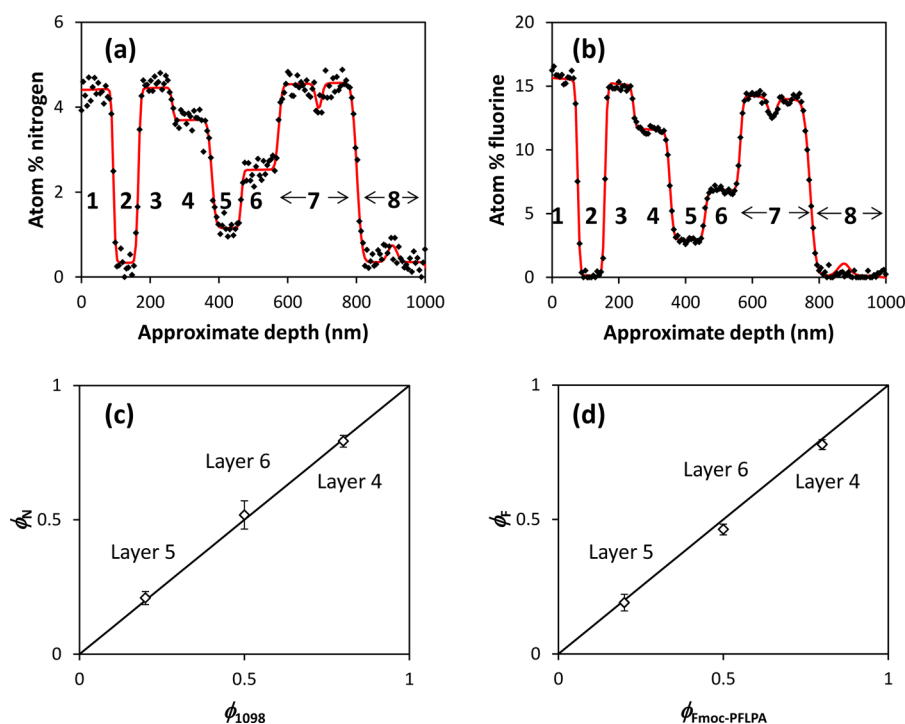 (a)
Atom % nitrogen
6
4
2
0
1 2 3 4 5 6 7 8
0 200 400 600 800 1000
Approximate depth (nm)
(b)
Atom % fluorine
20
15
10
5
0
1 2 3 4 5 6 7 8
0 200 400 600 800 1000
Approximate depth (nm)
(c)
ϕN
1
0.5
0
Layer 6
Layer 4
Layer 5
0 0.5 1
ϕ1098
(d)
ϕF
1
0.5
0
Layer 6
Layer 4
Layer 5
0 0.5 1
ϕFmoc-PFLPA